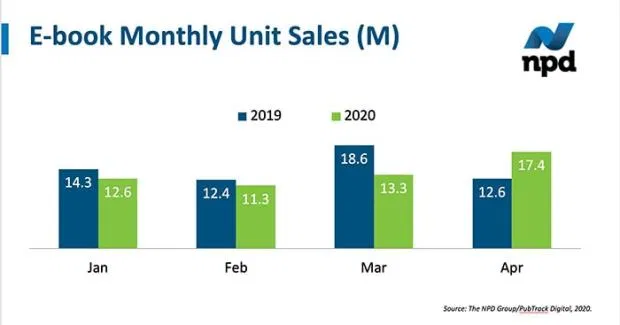 E-book Monthly Unit Sales (M)
npd
2019 2020
14.3 12.6 12.4 11.3 18.6 13.3 12.6 17.4
Jan Feb Mar Apr
Source: The NPD Group/PubTrack Digital, 2020.